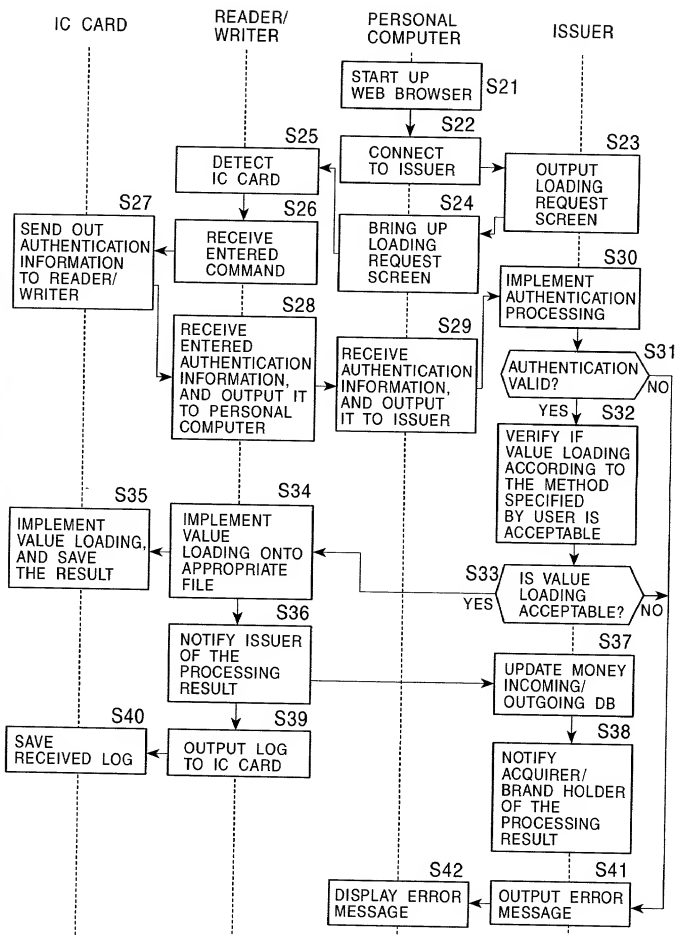 IC CARD
READER/
WRITER
PERSONAL
COMPUTER
ISSUER
START UP
WEB BROWSER
S21
S22
CONNECT
TO ISSUER
S23
OUTPUT
LOADING
REQUEST
SCREEN
S24
BRING UP
LOADING
REQUEST
SCREEN
S25
DETECT
IC CARD
S26
RECEIVE
ENTERED
COMMAND
S27
SEND OUT
AUTHENTICATION
INFORMATION
TO READER/
WRITER
S28
RECEIVE
ENTERED
AUTHENTICATION
INFORMATION,
AND OUTPUT IT
TO PERSONAL
COMPUTER
S29
RECEIVE
AUTHENTICATION
INFORMATION,
AND OUTPUT
IT TO ISSUER
S30
IMPLEMENT
AUTHENTICATION
PROCESSING
S31
AUTHENTICATION
VALID?
NO
YES
S32
VERIFY IF
VALUE LOADING
ACCORDING TO
THE METHOD
SPECIFIED
BY USER IS
ACCEPTABLE
S33
IS VALUE
LOADING
ACCEPTABLE?
YES
NO
S34
IMPLEMENT
VALUE
LOADING ONTO
APPROPRIATE
FILE
S35
IMPLEMENT
VALUE LOADING,
AND SAVE
THE RESULT
S36
NOTIFY ISSUER
OF THE
PROCESSING
RESULT
S37
UPDATE MONEY
INCOMING/
OUTGOING DB
S38
NOTIFY
ACQUIRER/
BRAND HOLDER
OF THE
PROCESSING
RESULT
S39
OUTPUT LOG
TO IC CARD
S40
SAVE
RECEIVED LOG
S41
OUTPUT ERROR
MESSAGE
S42
DISPLAY ERROR
MESSAGE